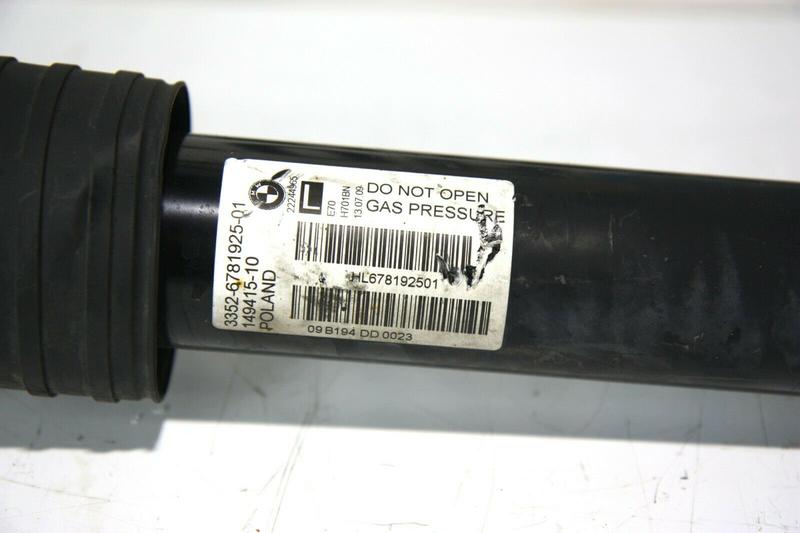 22244965
L
E70
H701BN
13.07.09
DO NOT OPEN
GAS PRESSURE
3352-6781925-01
149415-10
POLAND
HL678192501
09 B194 DD 0023